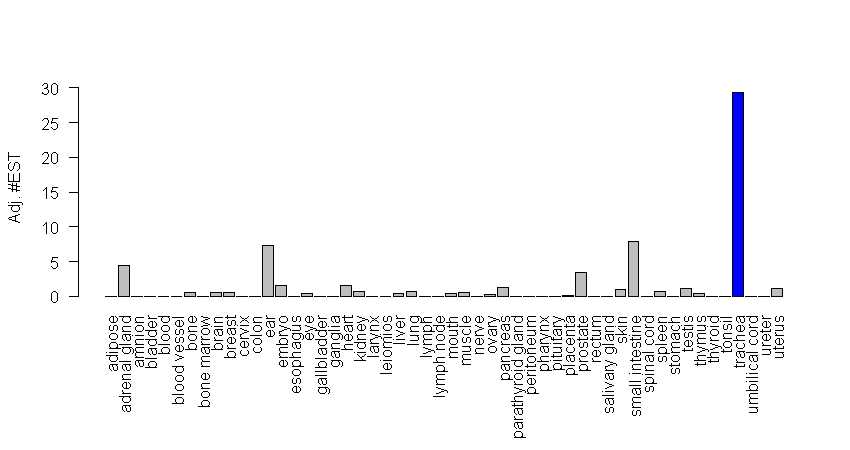 Adj. #EST
30
25
20
15
10
5
0
adipose
adrenal gland
amnion
bladder
blood
blood vessel
bone
bone marrow
brain
breast
cervix
colon
ear
embryo
esophagus
eye
gallbladder
ganglia
heart
kidney
larynx
leiomios
liver
lung
lymph
lymph node
mouth
muscle
nerve
ovary
pancreas
parathyroid gland
peritoneum
pharynx
pituitary
placenta
prostate
rectum
salivary gland
skin
small intestine
spinal cord
spleen
stomach
testis
thymus
thyroid
tonsil
trachea
umbilical cord
ureter
uterus